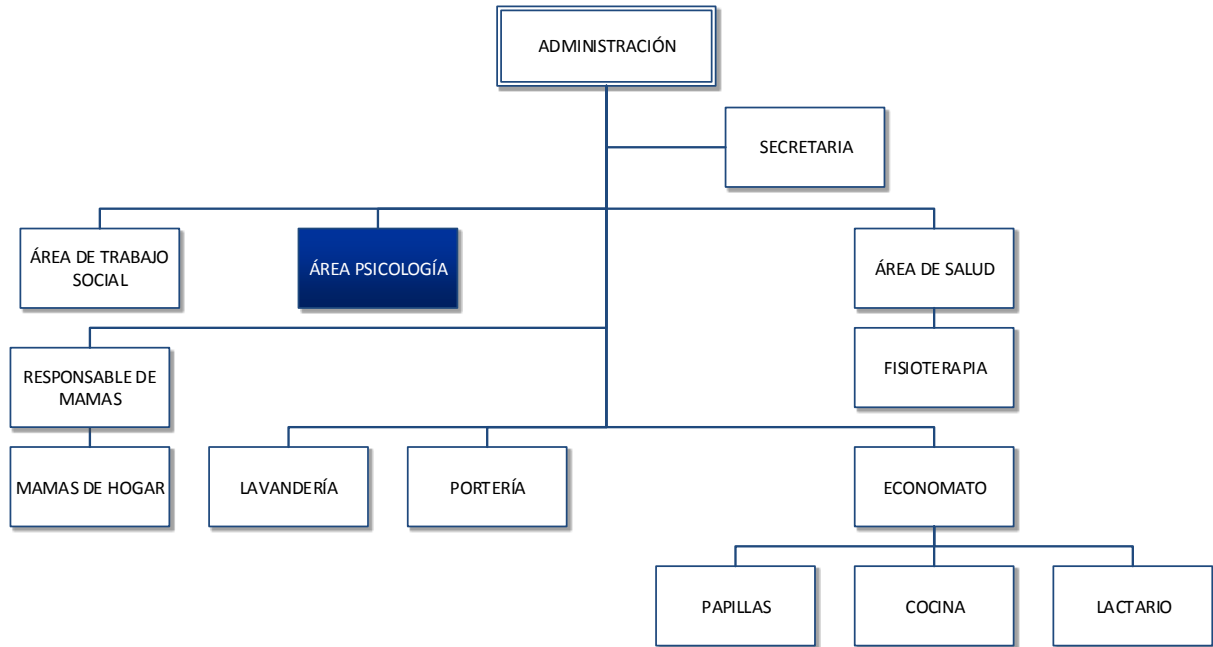 ADMINISTRACIÓN
SECRETARIA
ÁREA DE TRABAJO
SOCIAL
ÁREA PSICOLOGÍA
ÁREA DE SALUD
RESPONSABLE DE
MAMAS
FISIOTERAPIA
MAMAS DE HOGAR
LAVANDERÍA
PORTERÍA
ECONOMATO
PAPILLAS
COCINA
LACTARIO